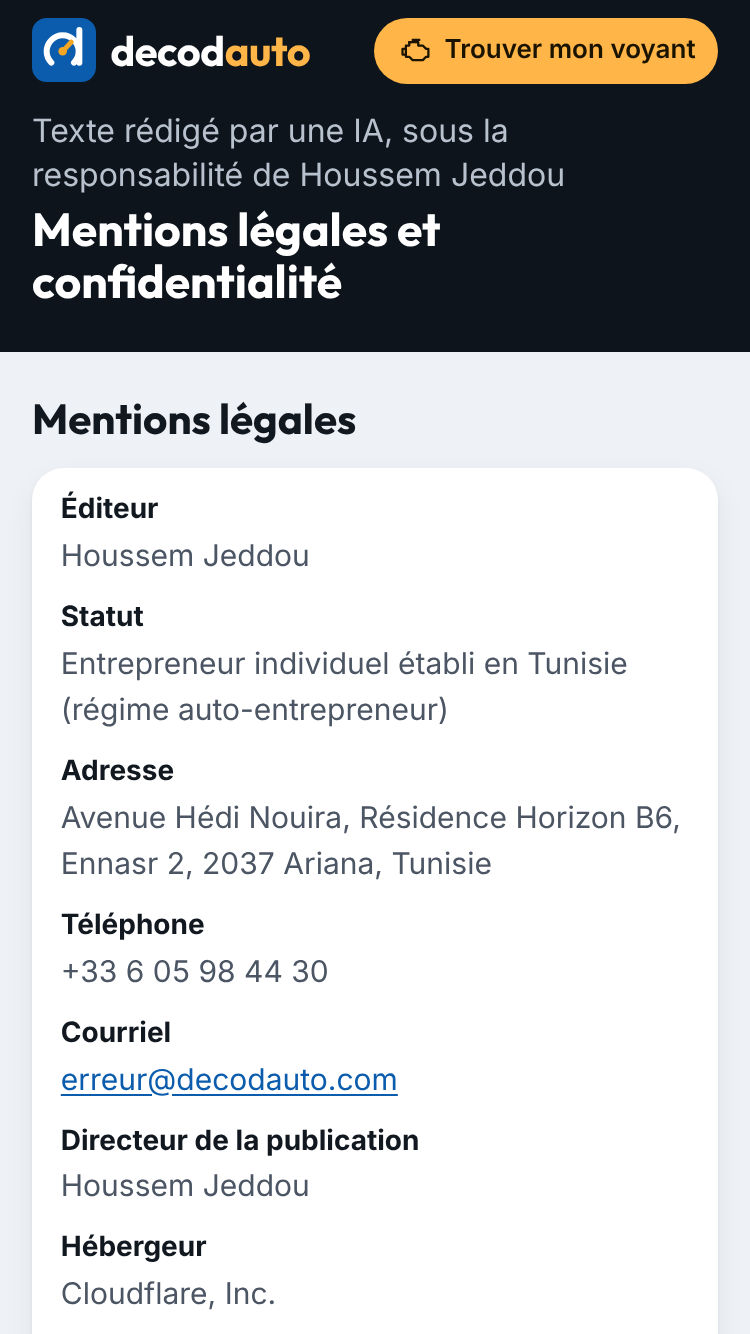 decodauto
Trouver mon voyant
Texte rédigé par une IA, sous la
responsabilité de Houssem Jeddou
Mentions légales et
confidentialité
Mentions légales
Éditeur
Houssem Jeddou
Statut
Entrepreneur individuel établi en Tunisie
(régime auto-entrepreneur)
Adresse
Avenue Hédi Nouira, Résidence Horizon B6,
Ennasr 2, 2037 Ariana, Tunisie
Téléphone
+33 6 05 98 44 30
Courriel
erreur@decodauto.com
Directeur de la publication
Houssem Jeddou
Hébergeur
Cloudflare, Inc.